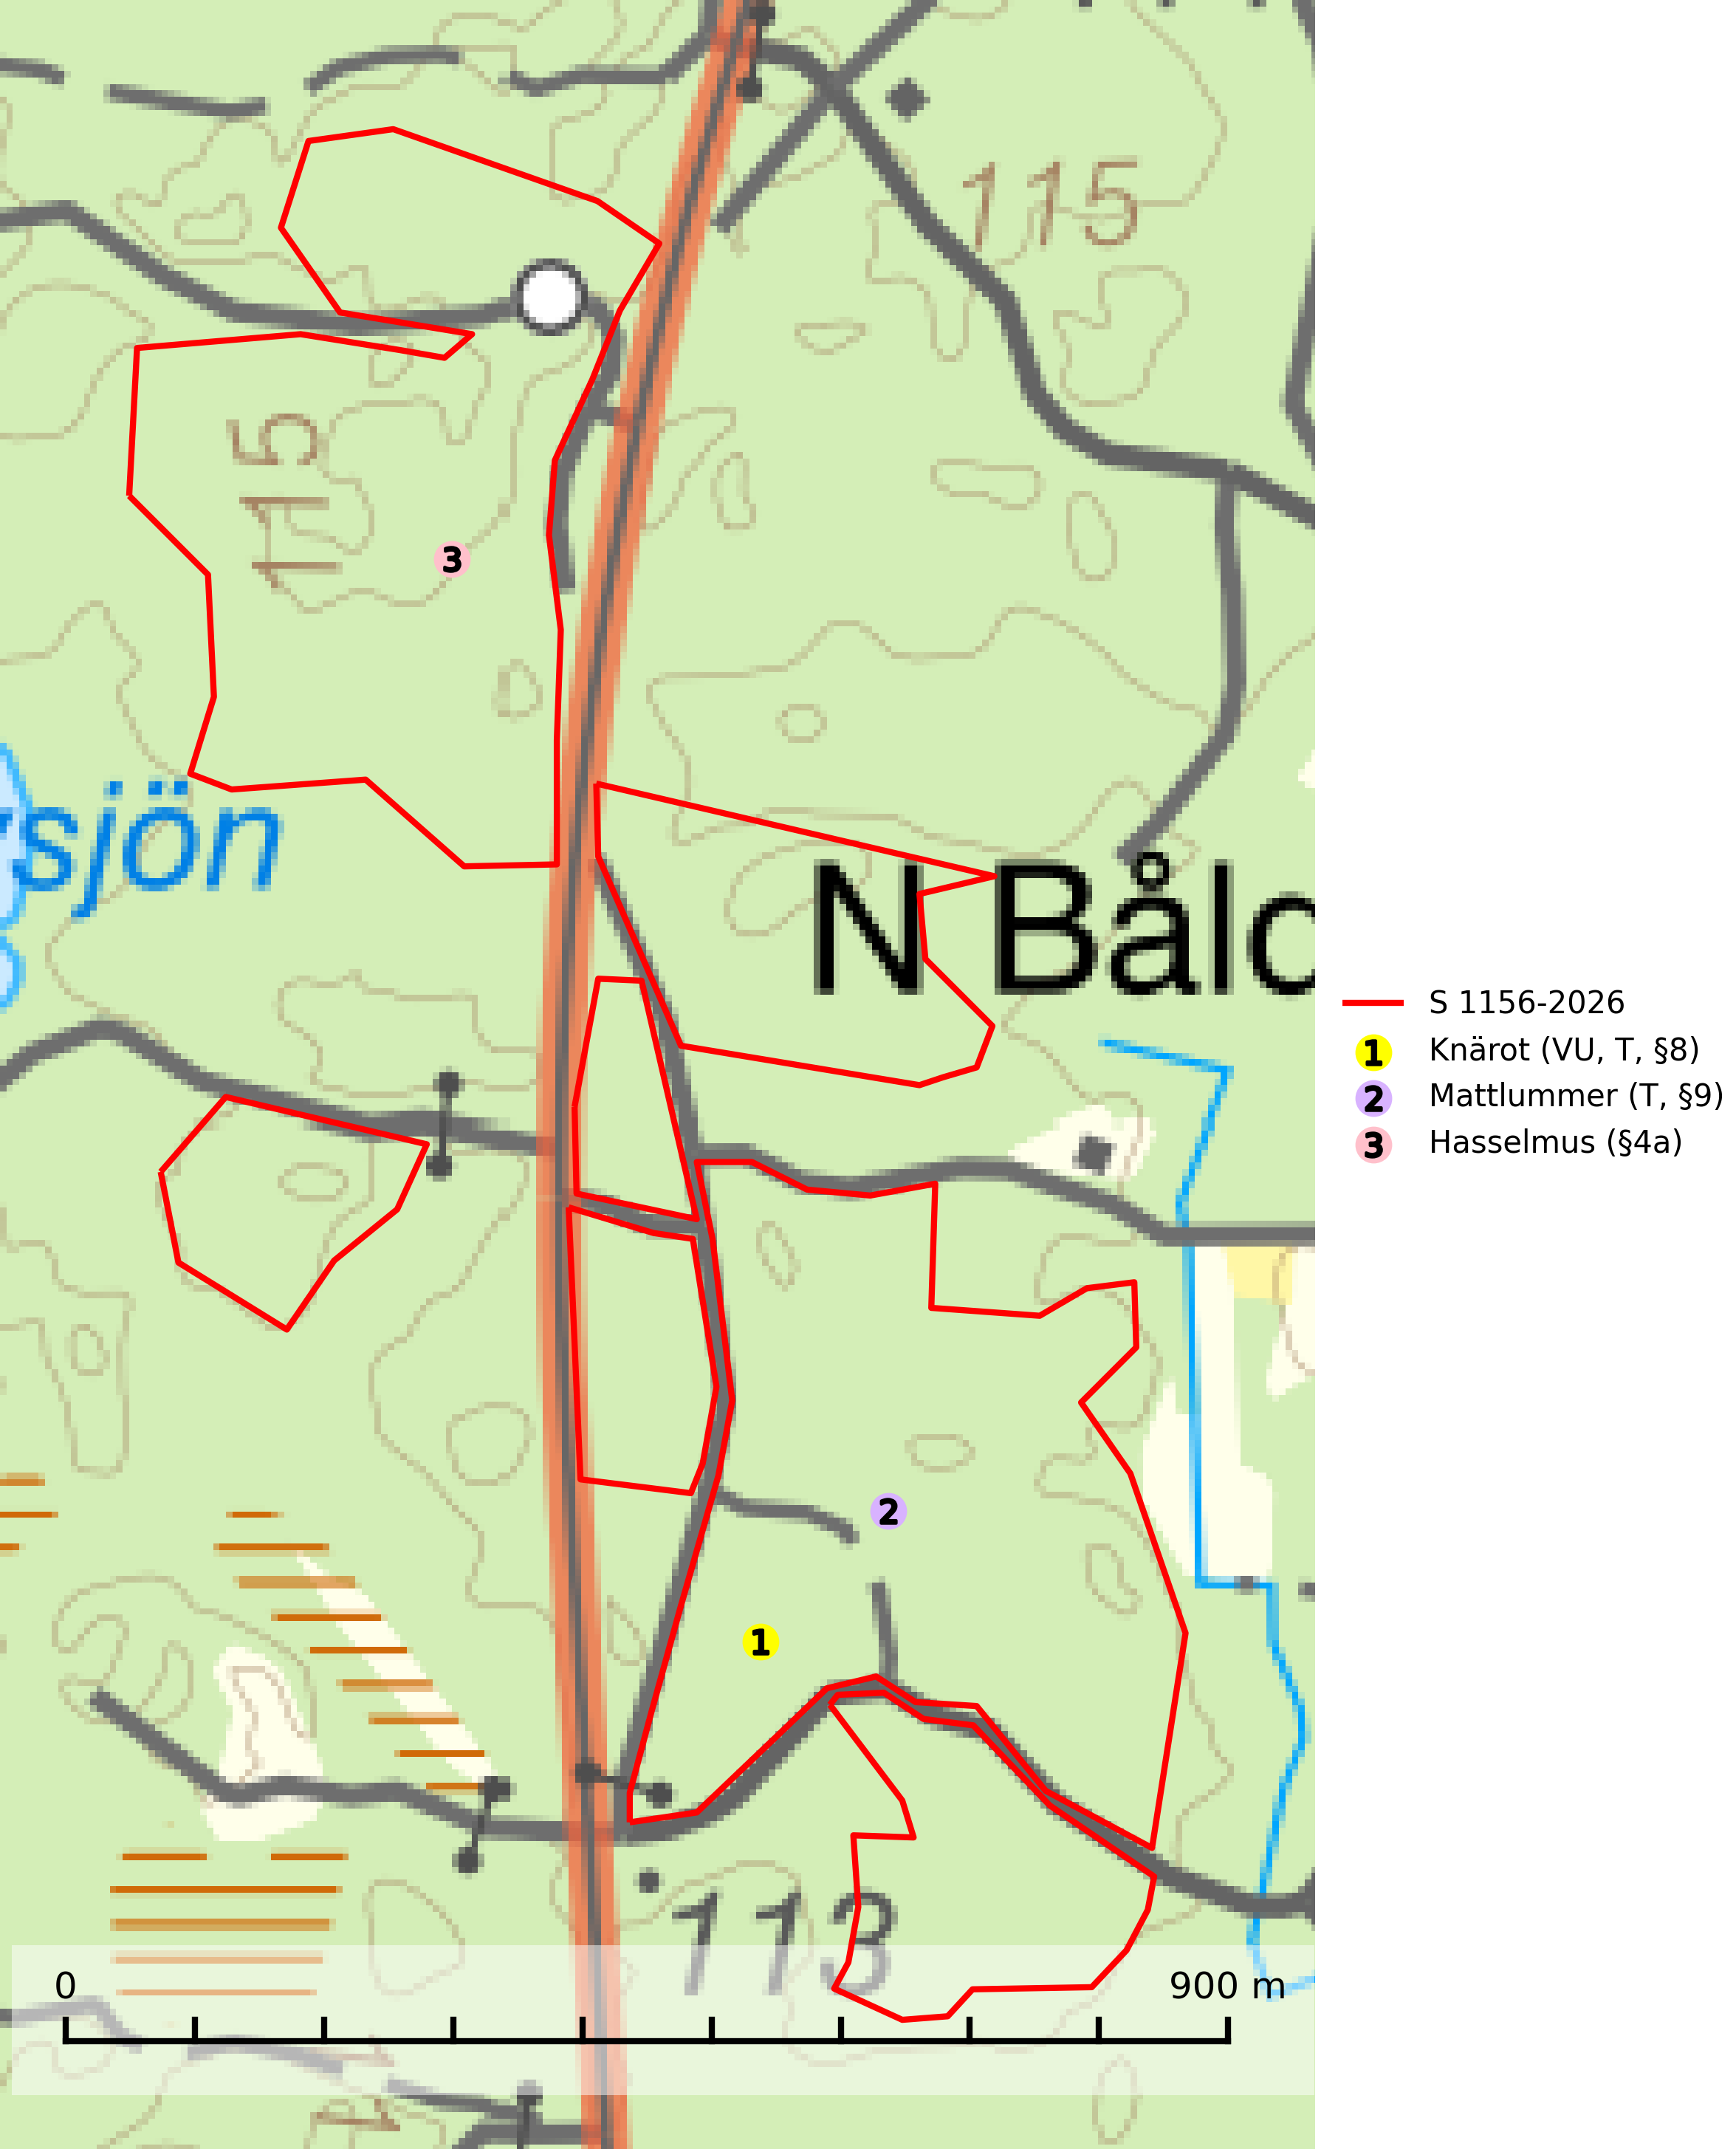 115
115
sjön
N Båld
S 1156-2026
1 Knärot (VU, T, §8)
2 Mattlummer (T, §9)
3 Hasselmus (§4a)
3
2
1
113
0
900 m